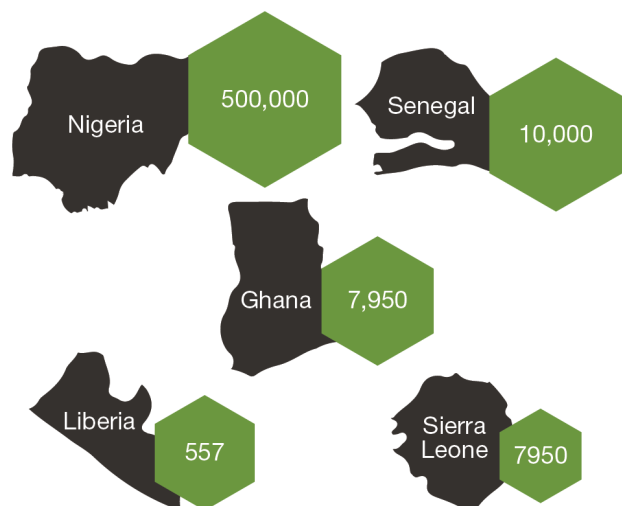 Nigeria
500,000
Senegal
10,000
Ghana
7,950
Liberia
557
Sierra
Leone
7950